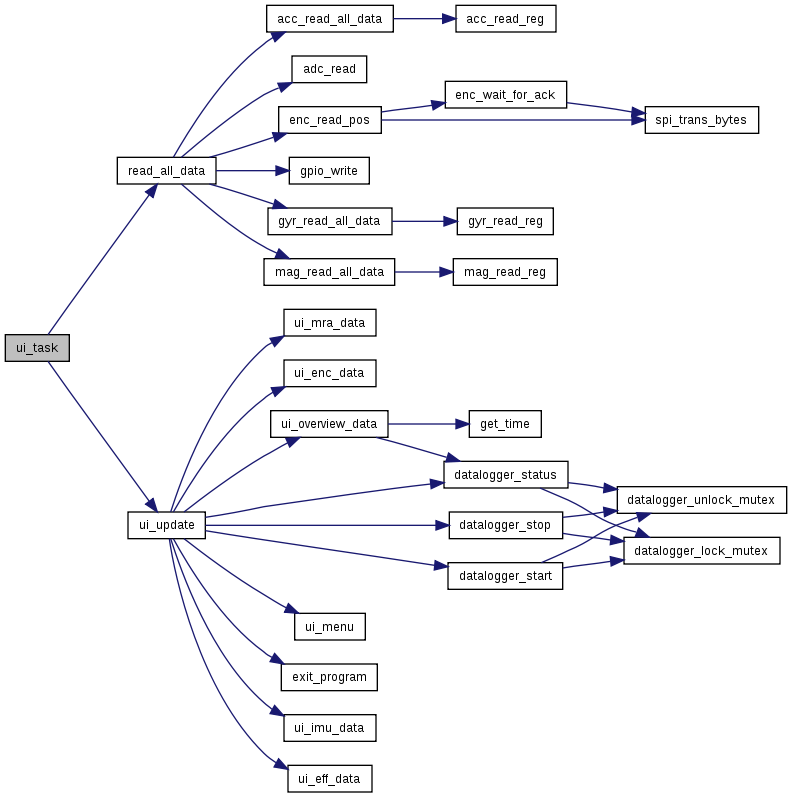 acc_read_all_data
acc_read_reg
adc_read
enc_wait_for_ack
enc_read_pos
spi_trans_bytes
read_all_data
gpio_write
gyr_read_all_data
gyr_read_reg
mag_read_all_data
mag_read_reg
ui_mra_data
ui_task
ui_enc_data
ui_overview_data
get_time
datalogger_status
datalogger_unlock_mutex
ui_update
datalogger_stop
datalogger_lock_mutex
datalogger_start
ui_menu
exit_program
ui_imu_data
ui_eff_data